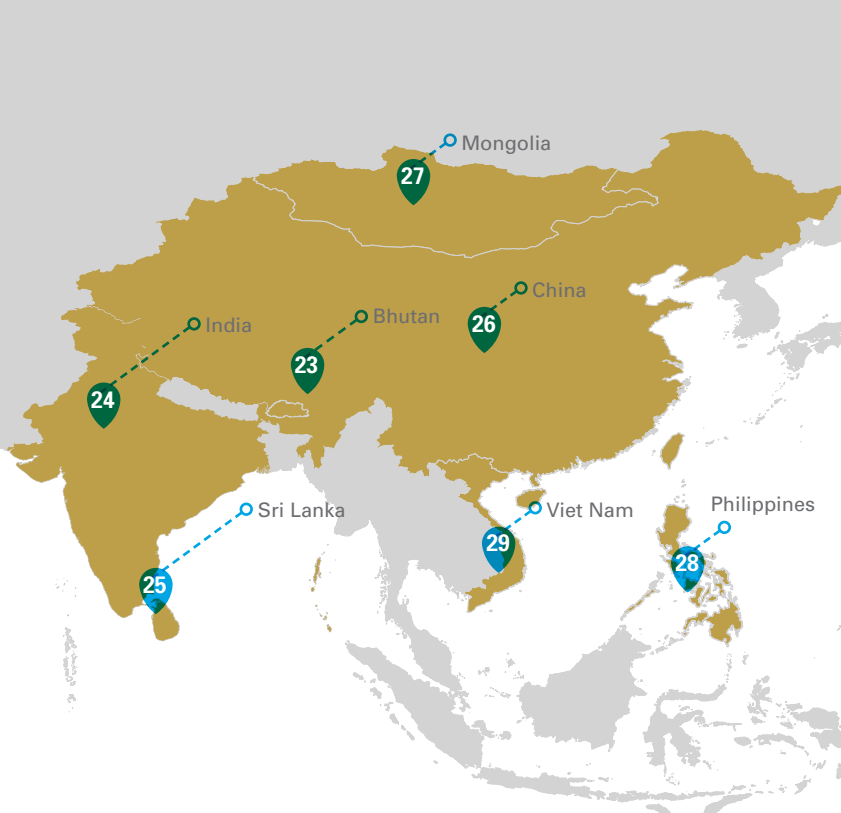 Mongolia
27
China
26
Bhutan
23
India
24
Sri Lanka
25
Viet Nam
29
Philippines
28